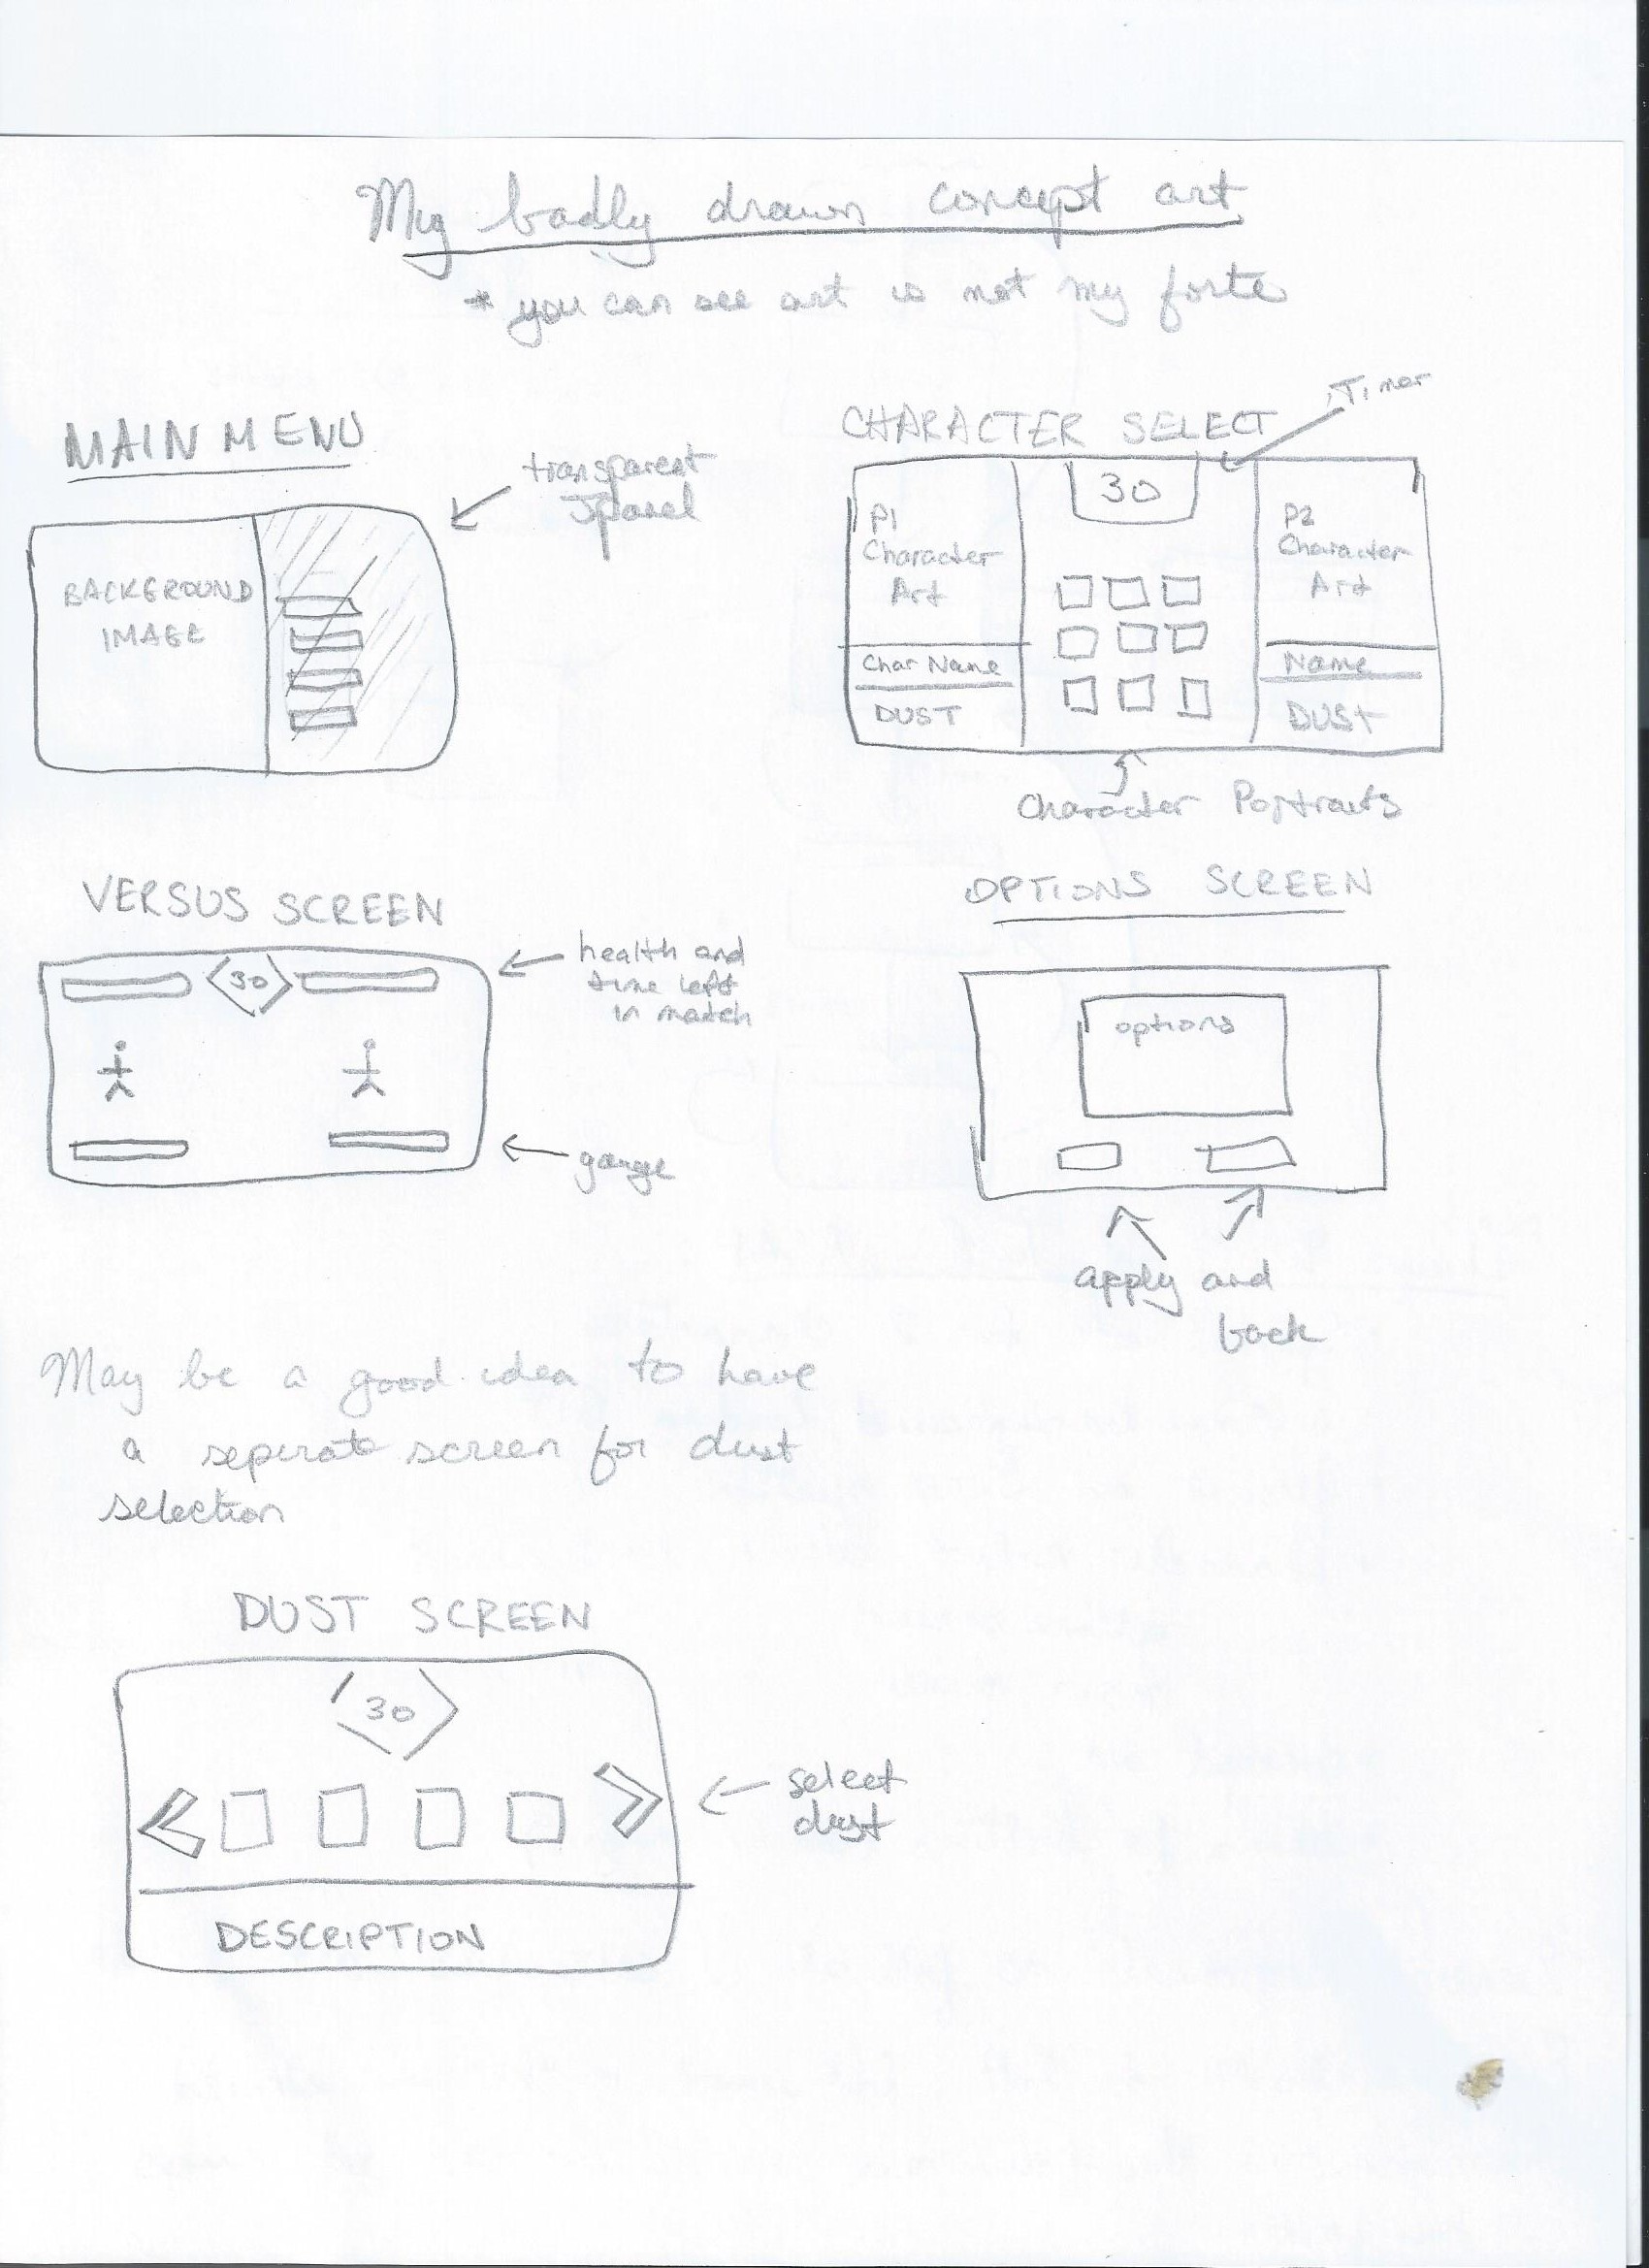 My badly drawn concept art
* you can see art is not my forte
MAIN MENU
transparent
Jpanel
BACKGROUND
IMAGE
CHARACTER SELECT
Timer
30
P1
Character
Art
Char Name
DUST
P2
Character
Art
Name
DUST
Character Portraits
VERSUS SCREEN
30
health and
time left
in match
gauge
OPTIONS SCREEN
options
apply and
back
May be a good idea to have
a seperate screen for dust
selection
DUST SCREEN
30
select
dust
DESCRIPTION